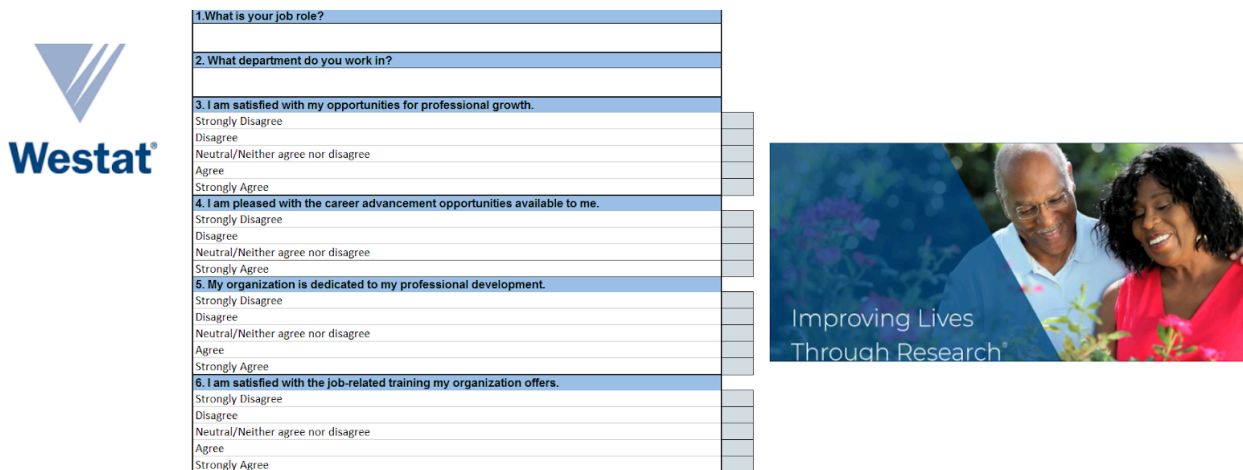 Westat®
1.What is your job role?
2. What department do you work in?
3. I am satisfied with my opportunities for professional growth.
Strongly Disagree
Disagree
Neutral/Neither agree nor disagree
Agree
Strongly Agree
4. I am pleased with the career advancement opportunities available to me.
Strongly Disagree
Disagree
Neutral/Neither agree nor disagree
Strongly Agree
5. My organization is dedicated to my professional development.
Strongly Disagree
Disagree
Neutral/Neither agree nor disagree
Agree
Strongly Agree
6. I am satisfied with the job-related training my organization offers.
Strongly Disagree
Disagree
Neutral/Neither agree nor disagree
Agree
Strongly Agree
Improving Lives
Through Research®